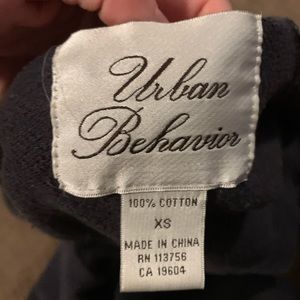 Urban
Behavior
100% COTTON
XS
MADE IN CHINA
RN 113756
CA 19604